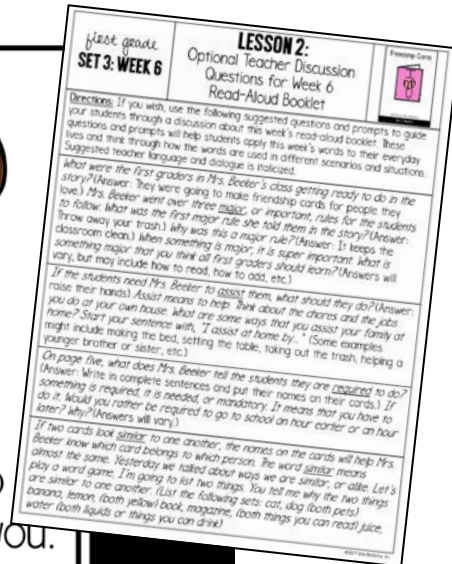 first grade
SET 3: WEEK 6
LESSON 2:
Optional Teacher Discussion
Questions for Week 6
Read-Aloud Booklet
Friendship Cards
Directions: If you wish, use the following suggested questions and prompts to guide
your students through a discussion about this week's read-aloud booklet. These
questions and prompts will help students apply this week's words to their everyday
lives and think through how the words are used in different scenarios and situations.
Suggested teacher language and dialogue is italicized.
What were the first graders in Mrs. Beeker's class getting ready to do in the
story? (Answer: They were going to make friendship cards for people they
love.) Mrs. Beeker went over three major, or important, rules for the students
to follow. What was the first major rule she told them in the story? (Answer:
Throw away your trash.) Why was this a major rule? (Answer: It keeps the
classroom clean.) When something is major, it is super important. What is
something major that you think all first graders should learn? (Answers will
vary, but may include how to read, how to add, etc.)
If the students need Mrs. Beeker to assist them, what should they do? (Answer:
raise their hands) Assist means to help. Think about the chores and the jobs
you do at your own house. What are some ways that you assist your family at
home? Start your sentence with, "I assist at home by..." (Some examples
might include making the bed, setting the table, taking out the trash, helping a
younger brother or sister, etc.)
On page five, what does Mrs. Beeker tell the students they are required to do?
(Answer: Write in complete sentences and put their names on their cards.) If
something is required, it is needed, or mandatory. It means that you have to
do it. Would you rather be required to go to school an hour earlier or an hour
later? Why? (Answers will vary.)
If two cards look similar to one another, the names on the cards will help Mrs.
Beeker know which card belongs to which person. The word similar means
almost the same. Yesterday we talked about ways we are similar, or alike. Let's
play a word game. I'm going to list two things. You tell me why the two things
are similar to one another. (List the following sets: cat, dog (both pets)
banana, lemon, (both yellow) book, magazine, (both things you can read) juice,
water (both liquids or things you can drink)
you.